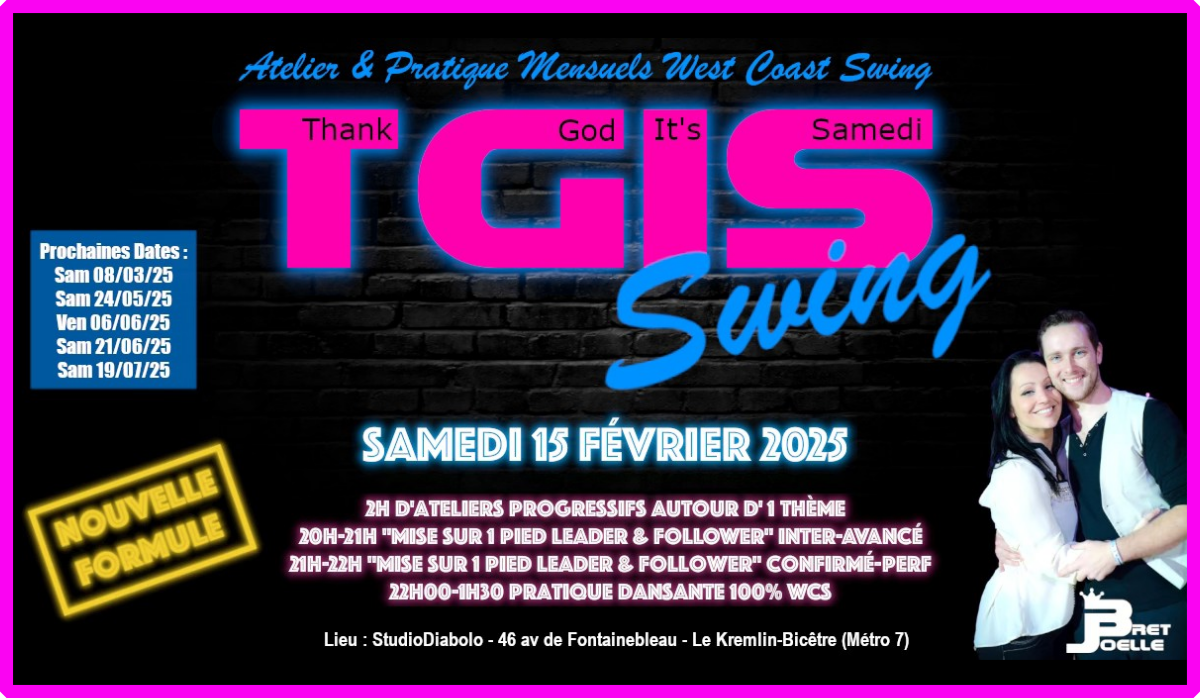 Atelier & Pratique Mensuels West Coast Swing
TGIS
Thank God It's Samedi
Swing
Prochaines Dates :
Sam 08/03/25
Sam 24/05/25
Ven 06/06/25
Sam 21/06/25
Sam 19/07/25
SAMEDI 15 FÉVRIER 2025
NOUVELLE
FORMULE
2H D'ATELIERS PROGRESSIFS AUTOUR D' 1 THÈME
20H-21H "MISE SUR 1 PIED LEADER & FOLLOWER" INTER-AVANCÉ
21H-22H "MISE SUR 1 PIED LEADER & FOLLOWER" CONFIRMÉ-PERF
22H00-1H30 PRATIQUE DANSANTE 100% WCS
Lieu : StudioDiabolo - 46 av de Fontainebleau - Le Kremlin-Bicêtre (Métro 7)
BRET
JOELLE